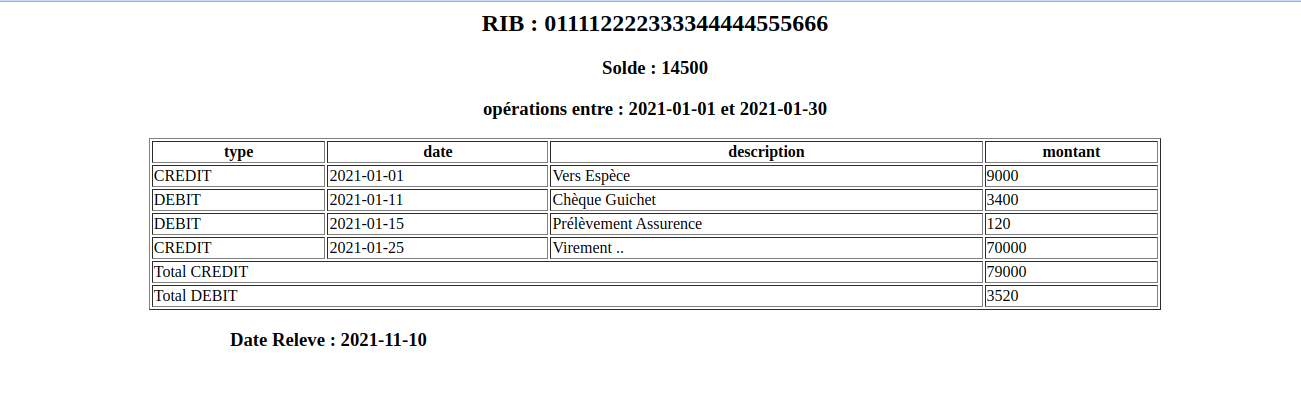 RIB : 011112222333344444555666
Solde : 14500
opérations entre : 2021-01-01 et 2021-01-30
type date description montant
CREDIT 2021-01-01 Vers Espèce 9000
DEBIT 2021-01-11 Chèque Guichet 3400
DEBIT 2021-01-15 Prélèvement Assurence 120
CREDIT 2021-01-25 Virement .. 70000
Total CREDIT 79000
Total DEBIT 3520
Date Releve : 2021-11-10